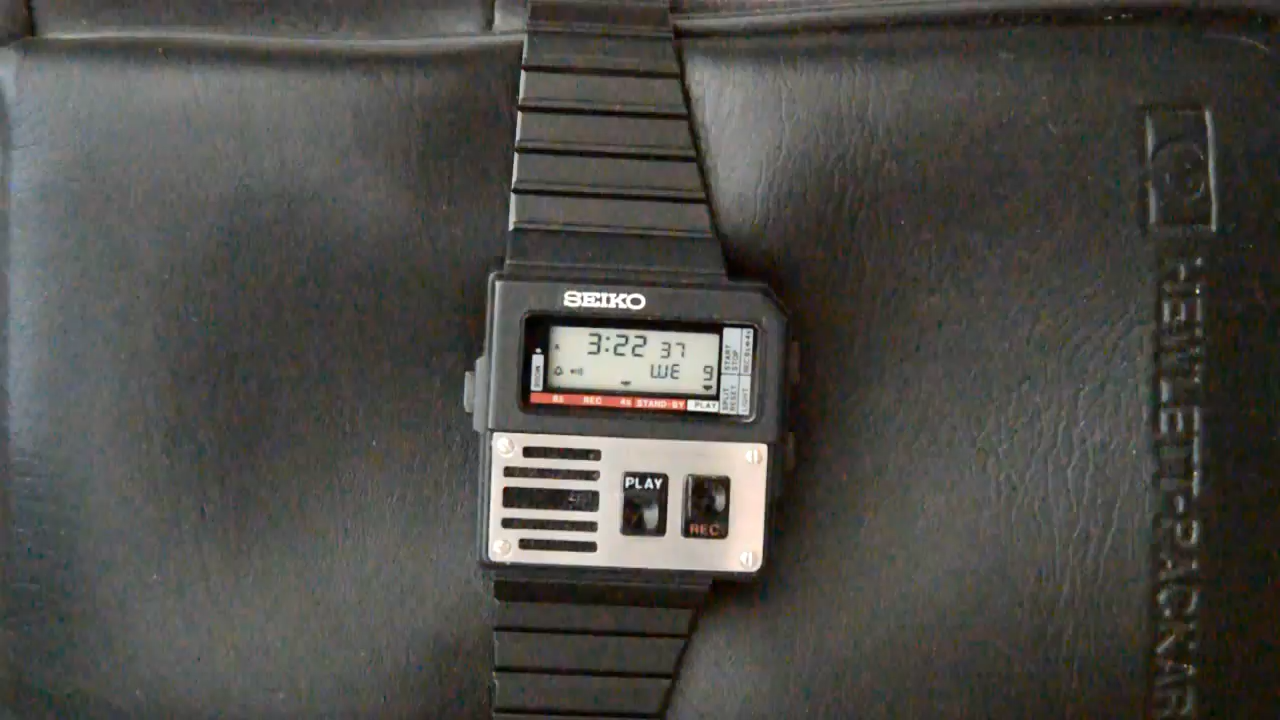 SEIKO
A 3:22 37
WE 9
MODE
START
STOP
SPLIT
RESET
LIGHT
8s REC 4s STAND-BY PLAY
PLAY
REC
HEWLETT-PACKAR